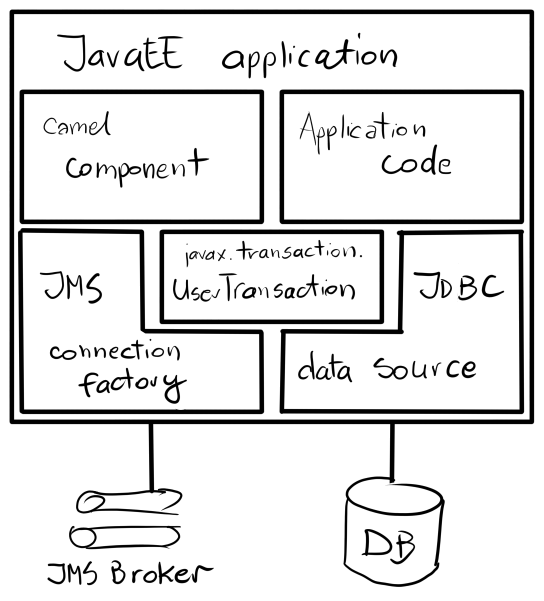 JavaEE application
Camel
component
Application
code
javax.transaction.
UserTransaction
JMS
connection
factory
JDBC
data source
JMS Broker
DB